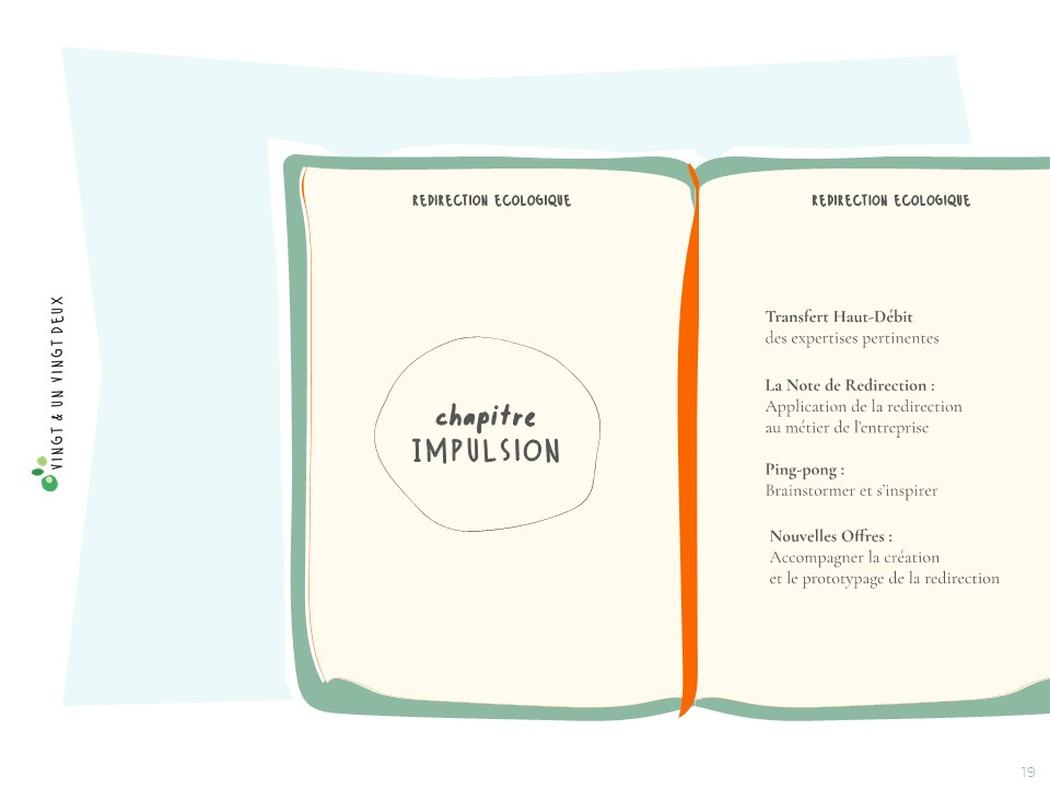 VINGT & UN VINGT DEUX
REDIRECTION ECOLOGIQUE
chapitre
IMPULSION
REDIRECTION ECOLOGIQUE
Transfert Haut-Débit
des expertises pertinentes
La Note de Redirection :
Application de la redirection
au métier de l'entreprise
Ping-pong :
Brainstormer et s'inspirer
Nouvelles Offres :
Accompagner la création
et le prototypage de la redirection
19